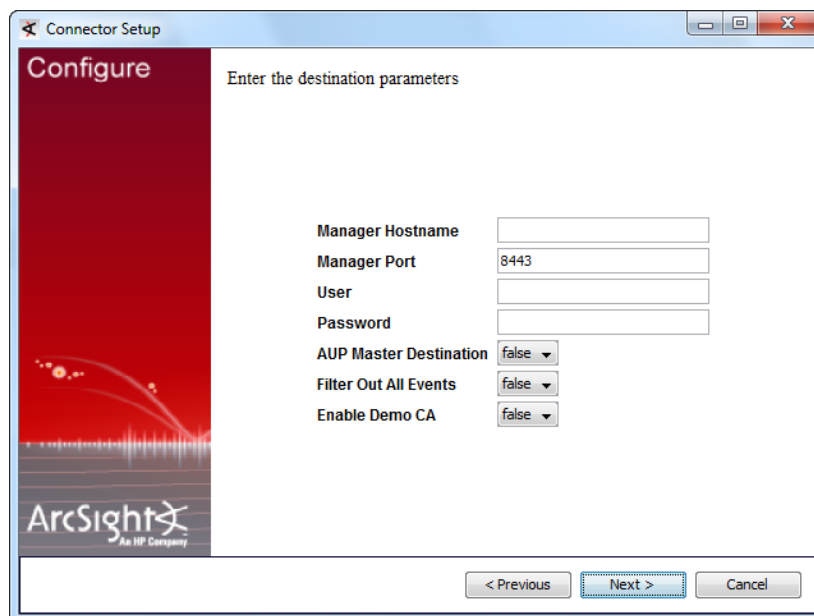 Connector Setup
Configure
Enter the destination parameters
Manager Hostname
Manager Port 8443
User
Password
AUP Master Destination false
Filter Out All Events false
Enable Demo CA false
ArcSight
An HP Company
< Previous Next > Cancel